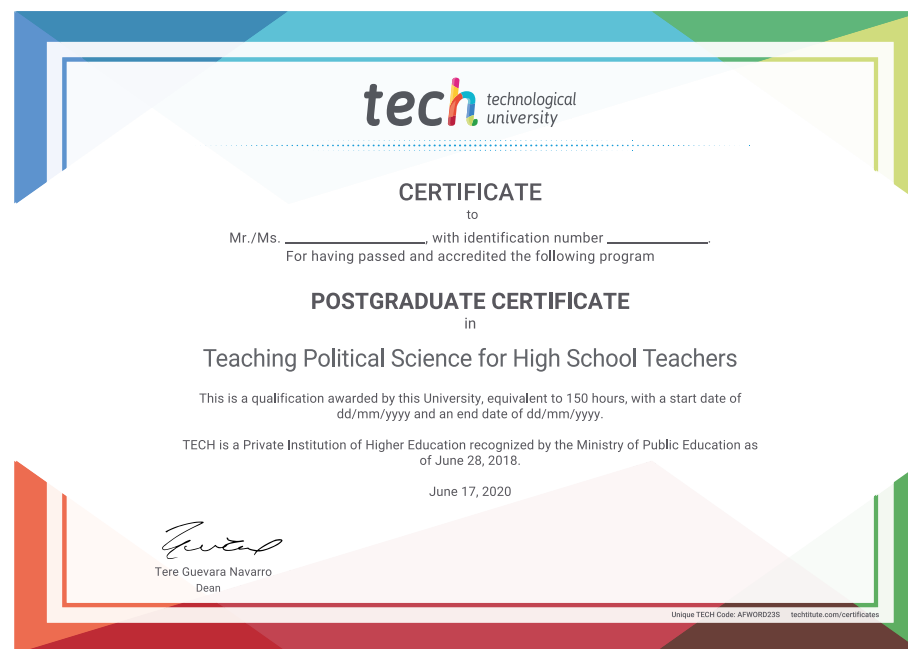 tech technological
university
CERTIFICATE
to
Mr./Ms. ____________________, with identification number ______________.
For having passed and accredited the following program
POSTGRADUATE CERTIFICATE
in
Teaching Political Science for High School Teachers
This is a qualification awarded by this University, equivalent to 150 hours, with a start date of
dd/mm/yyyy and an end date of dd/mm/yyyy.
TECH is a Private Institution of Higher Education recognized by the Ministry of Public Education as
of June 28, 2018.
June 17, 2020
Tere Guevara Navarro
Dean
Unique TECH Code: AFWORD23S techtitute.com/certificates